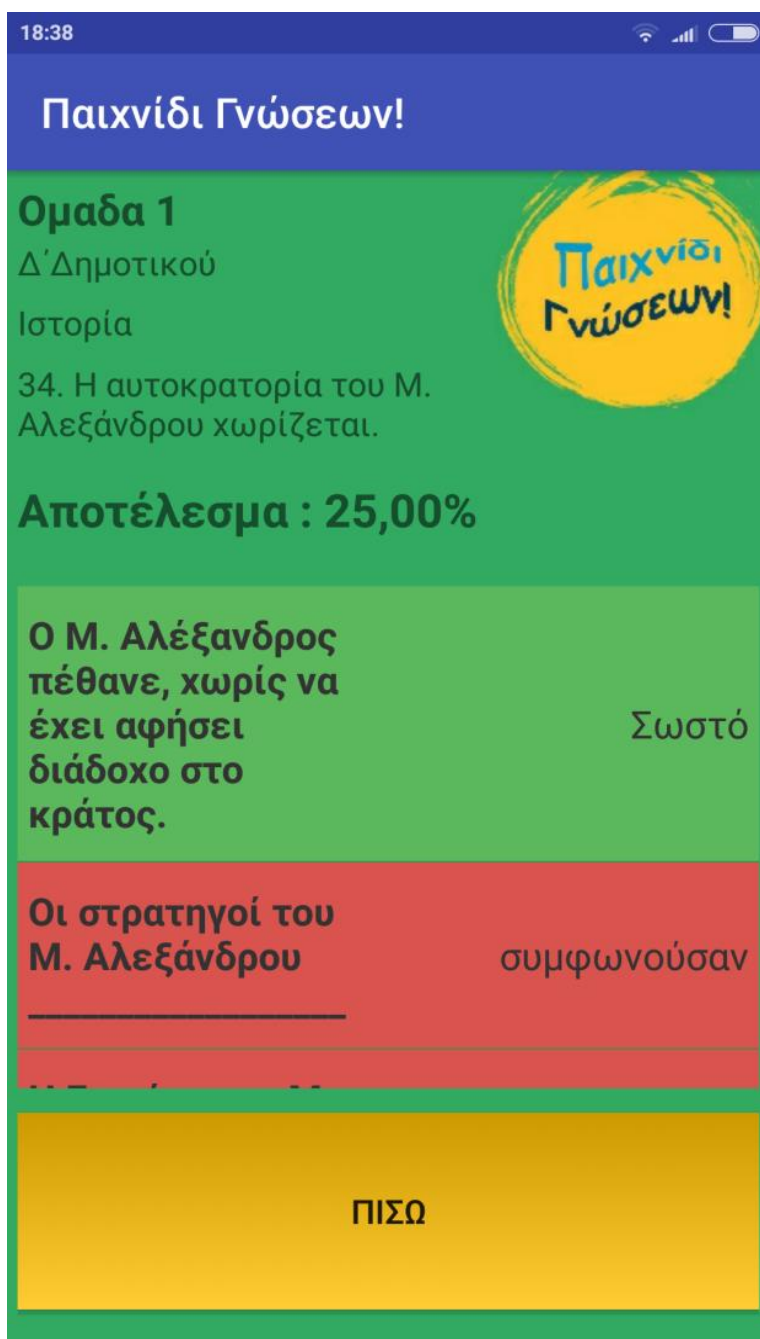 18:38
Παιχνίδι Γνώσεων!
Ομαδα 1
Δ΄Δημοτικού
Ιστορία
34. Η αυτοκρατορία του Μ.
Αλεξάνδρου χωρίζεται.
Παιχνίδι
Γνώσεων!
Αποτέλεσμα : 25,00%
Ο Μ. Αλέξανδρος
πέθανε, χωρίς να
έχει αφήσει
διάδοχο στο
κράτος.
Σωστό
Οι στρατηγοί του
Μ. Αλεξάνδρου
__________________
συμφωνούσαν
ΠΙΣΩ